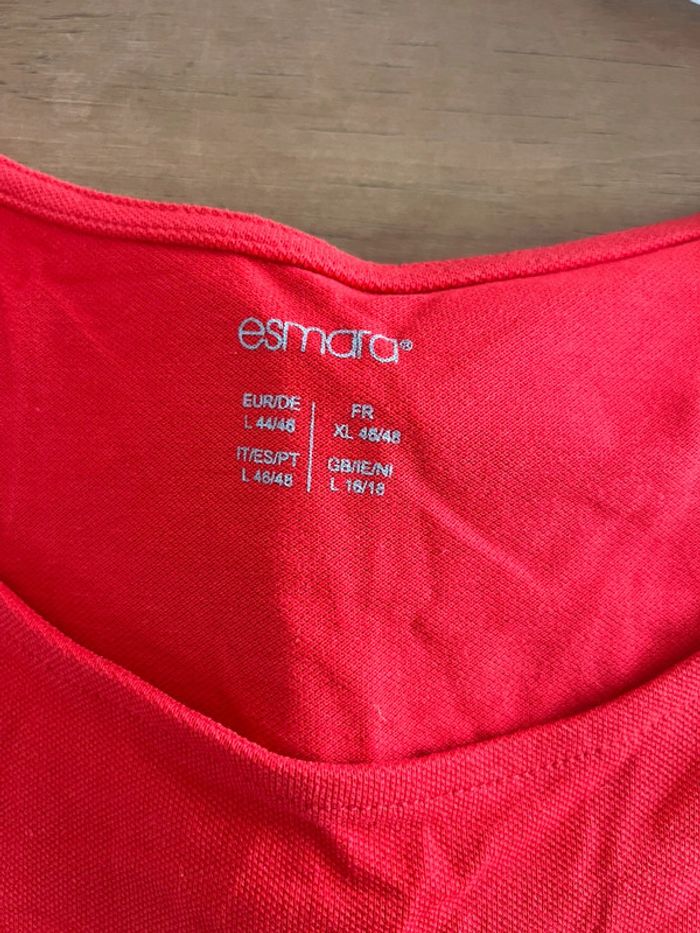 esmara®
EUR/DE
L 44/46
FR
XL 46/48
IT/ES/PT
L 46/48
GB/IE/NI
L 16/18